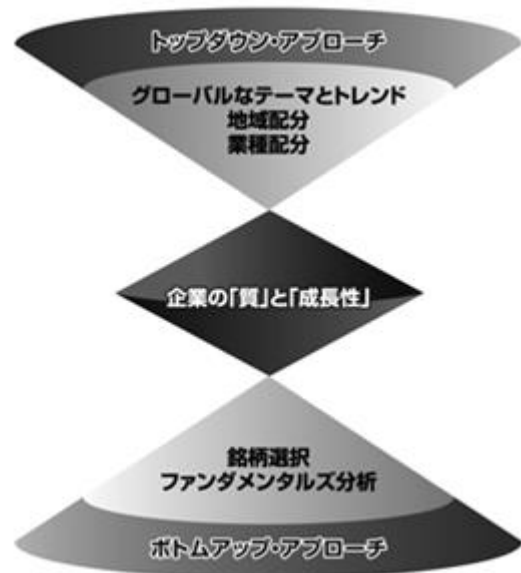 トップダウン・アプローチ
グローバルなテーマとトレンド
地域配分
業種配分
企業の「質」と「成長性」
銘柄選択
ファンダメンタルズ分析
ボトムアップ・アプローチ